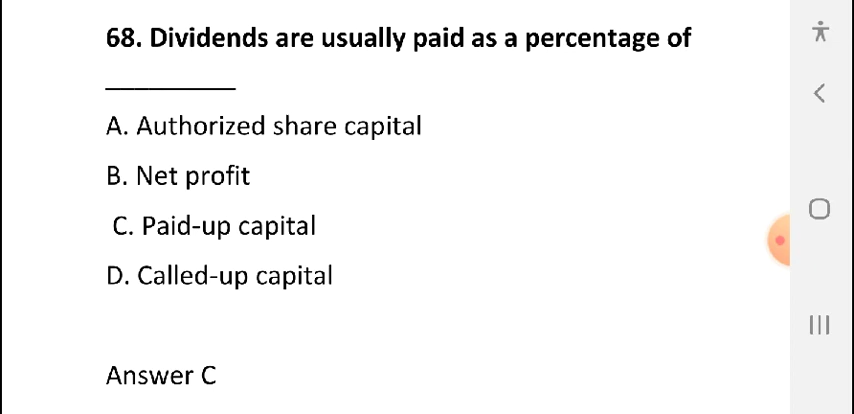 68. Dividends are usually paid as a percentage of
_________
A. Authorized share capital
B. Net profit
C. Paid-up capital
D. Called-up capital
Answer C